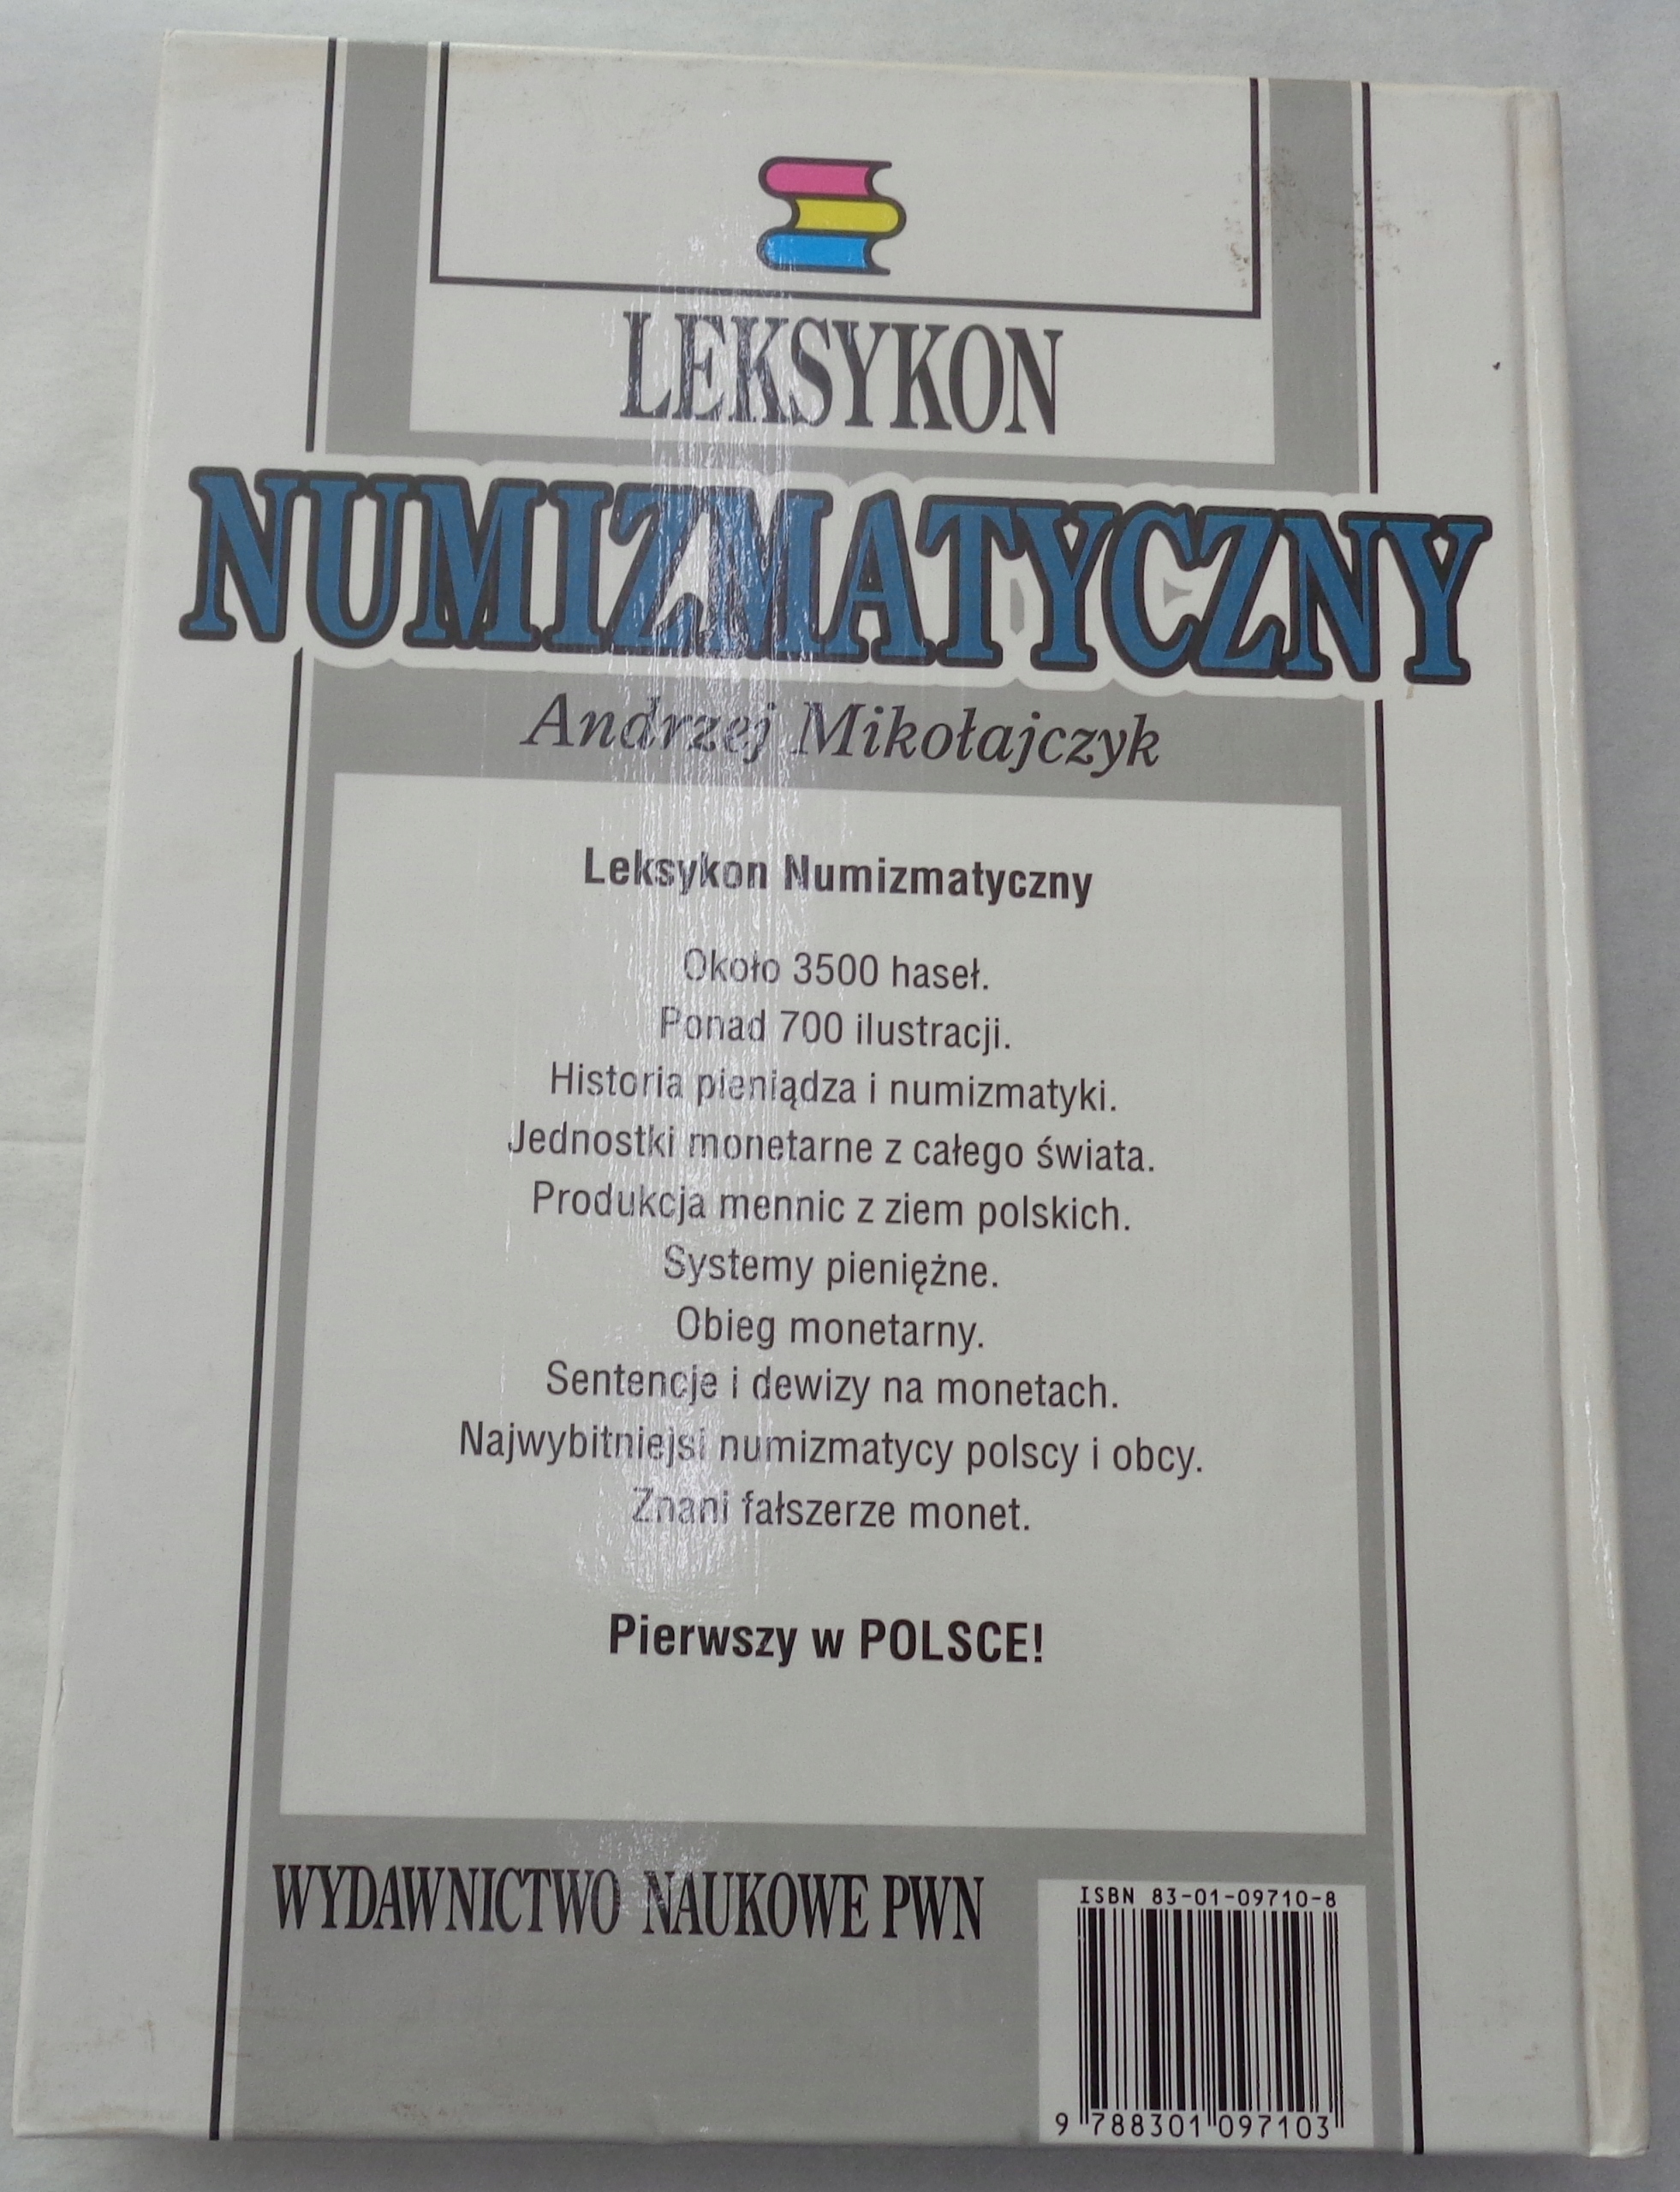 LEKSYKON
NUMIZMATYCZNY
Andrzej Mikołajczyk
Leksykon Numizmatyczny
Około 3500 haseł.
Ponad 700 ilustracji.
Historia pieniądza i numizmatyki.
Jednostki monetarne z całego świata.
Produkcja mennic z ziem polskich.
Systemy pieniężne.
Obieg monetarny.
Sentencje i dewizy na monetach.
Najwybitniejsi numizmatycy polscy i obcy.
Znani fałszerze monet.
Pierwszy w POLSCE!
WYDAWNICTWO NAUKOWE PWN
ISBN 83-01-09710-8
9 788301 097103